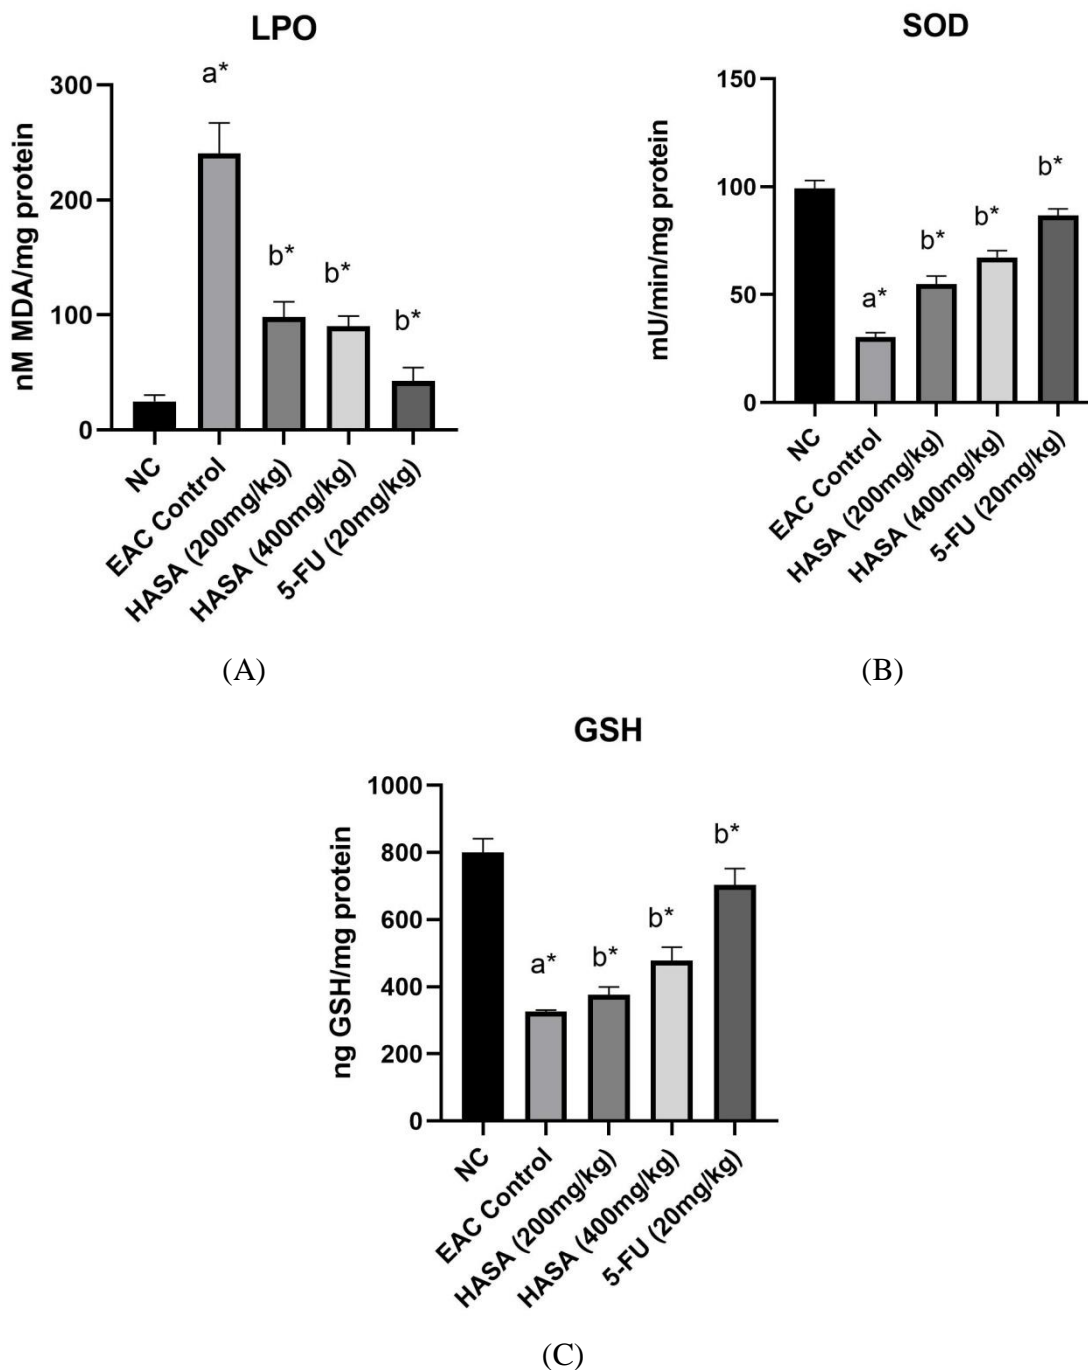 LPO
nM MDA/mg protein
300
200
100
0
a*
b*
b*
b*
NC
EAC Control
HASA (200mg/kg)
HASA (400mg/kg)
5-FU (20mg/kg)
(A)
SOD
mU/min/mg protein
150
100
50
0
a*
b*
b*
b*
NC
EAC Control
HASA (200mg/kg)
HASA (400mg/kg)
5-FU (20mg/kg)
(B)
GSH
ng GSH/mg protein
1000
800
600
400
200
0
a*
b*
b*
b*
NC
EAC Control
HASA (200mg/kg)
HASA (400mg/kg)
5-FU (20mg/kg)
(C)